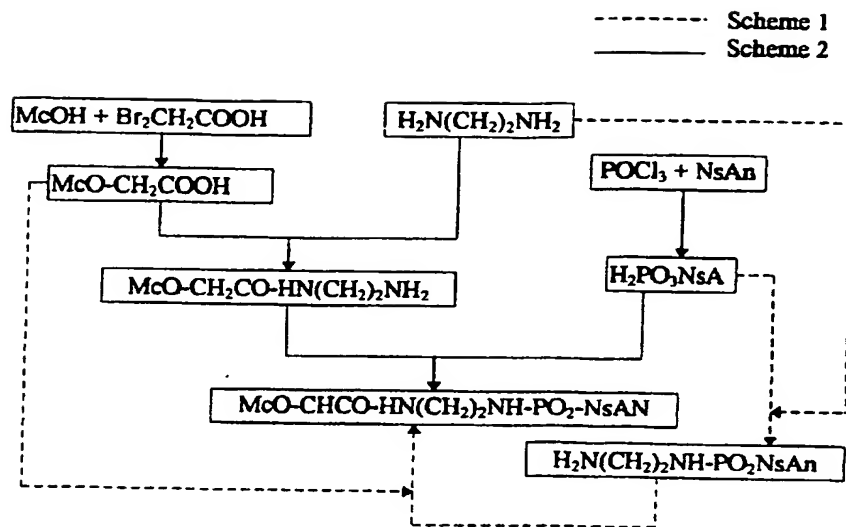 Scheme 1
Scheme 2
McOH + Br₂CH₂COOH
H₂N(CH₂)₂NH₂
McO-CH₂COOH
POCl₃ + NsAn
McO-CH₂CO-HN(CH₂)₂NH₂
H₂PO₃NsA
McO-CHCO-HN(CH₂)₂NH-PO₂-NsAN
H₂N(CH₂)₂NH-PO₂NsAn